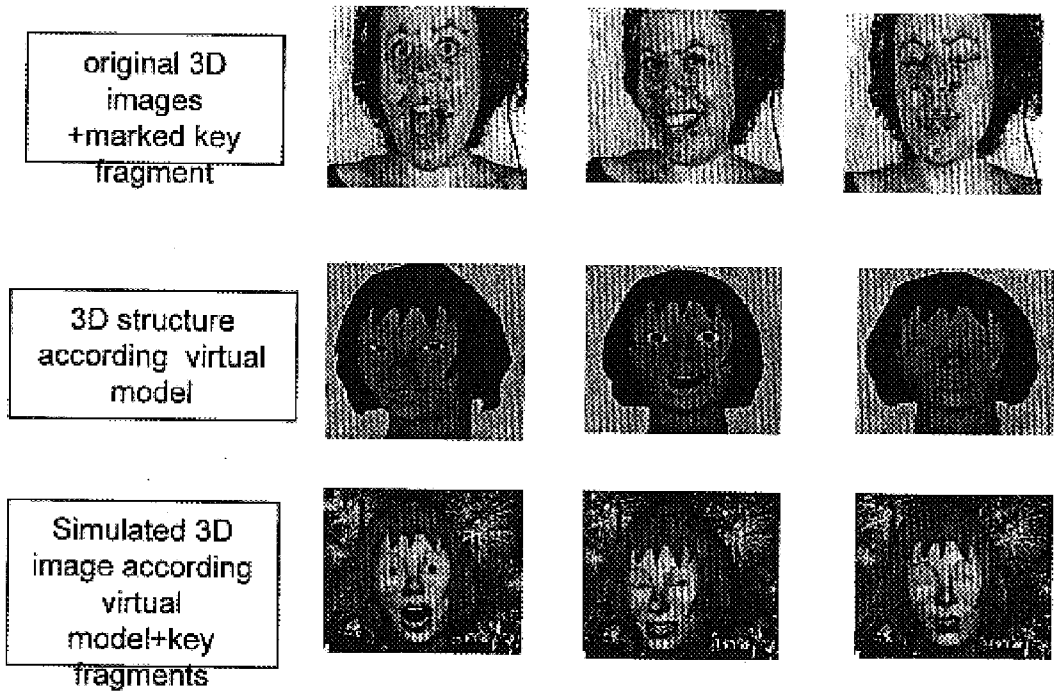 original 3D
images
+marked key
fragment
3D structure
according virtual
model
Simulated 3D
image according
virtual
model+key
fragments